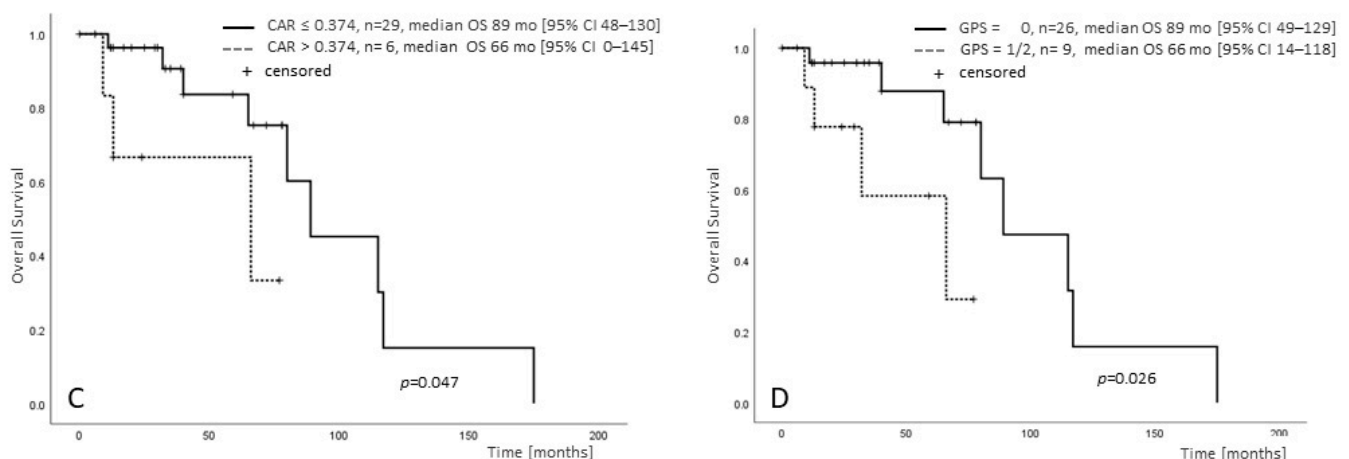 CAR ≤ 0.374, n=29, median OS 89 mo [95% CI 48–130]
CAR > 0.374, n= 6, median OS 66 mo [95% CI 0–145]
+ censored
1.0
0.8
0.6
0.4
0.2
0.0
Overall Survival
C
p=0.047
0 50 100 150 200
Time [months]
GPS = 0, n=26, median OS 89 mo [95% CI 49–129]
GPS = 1/2, n= 9, median OS 66 mo [95% CI 14–118]
+ censored
1.0
0.8
0.6
0.4
0.2
0.0
Overall Survival
D
p=0.026
0 50 100 150 200
Time [months]